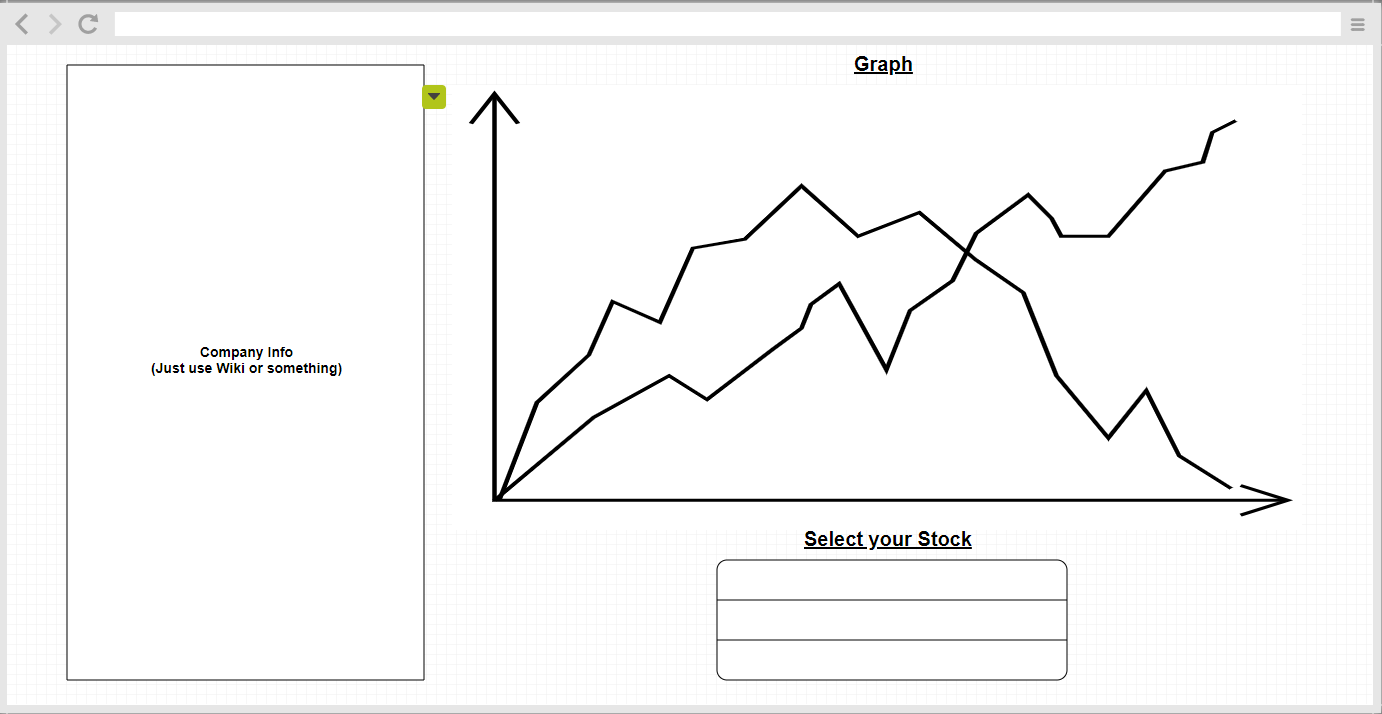 Graph
Company Info
(Just use Wiki or something)
Select your Stock